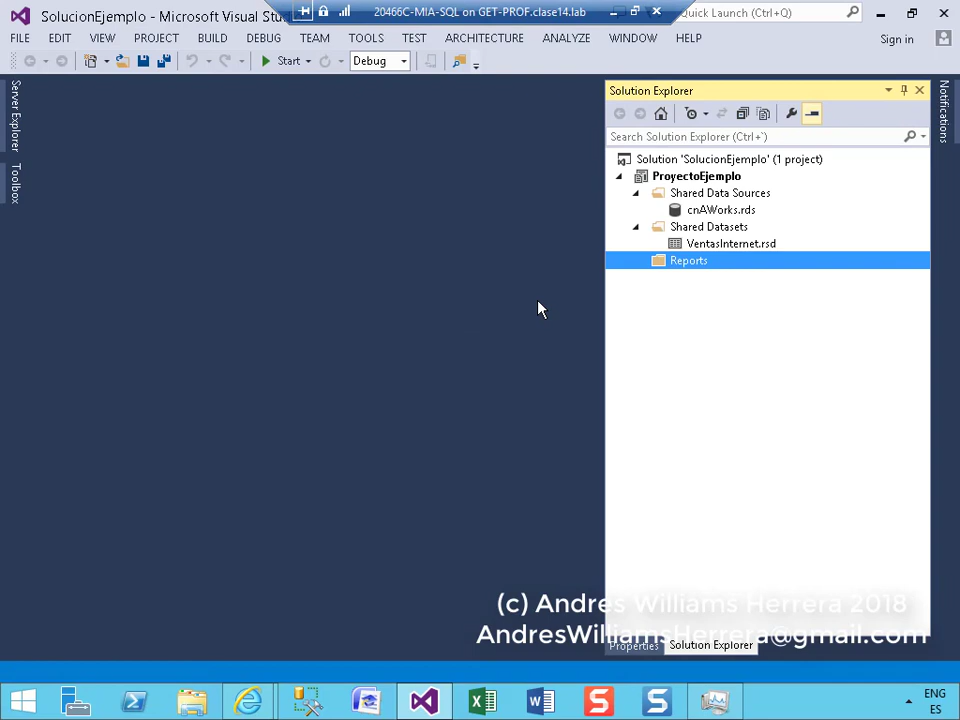 SolucionEjemplo - Microsoft Visual Stu
20466C-MIA-SQL on GET-PROF.clase14.lab
Quick Launch (Ctrl+Q)
FILE EDIT VIEW PROJECT BUILD DEBUG TEAM TOOLS TEST ARCHITECTURE ANALYZE WINDOW HELP
Sign in
Start
Debug
Server Explorer
Toolbox
Solution Explorer
Search Solution Explorer (Ctrl+`)
Solution 'SolucionEjemplo' (1 project)
ProyectoEjemplo
Shared Data Sources
cnAWorks.rds
Shared Datasets
VentasInternet.rsd
Reports
Notifications
(c) Andres Williams Herrera 2018
AndresWilliamsHerrera@gmail.com
Properties
Solution Explorer
ENG
ES